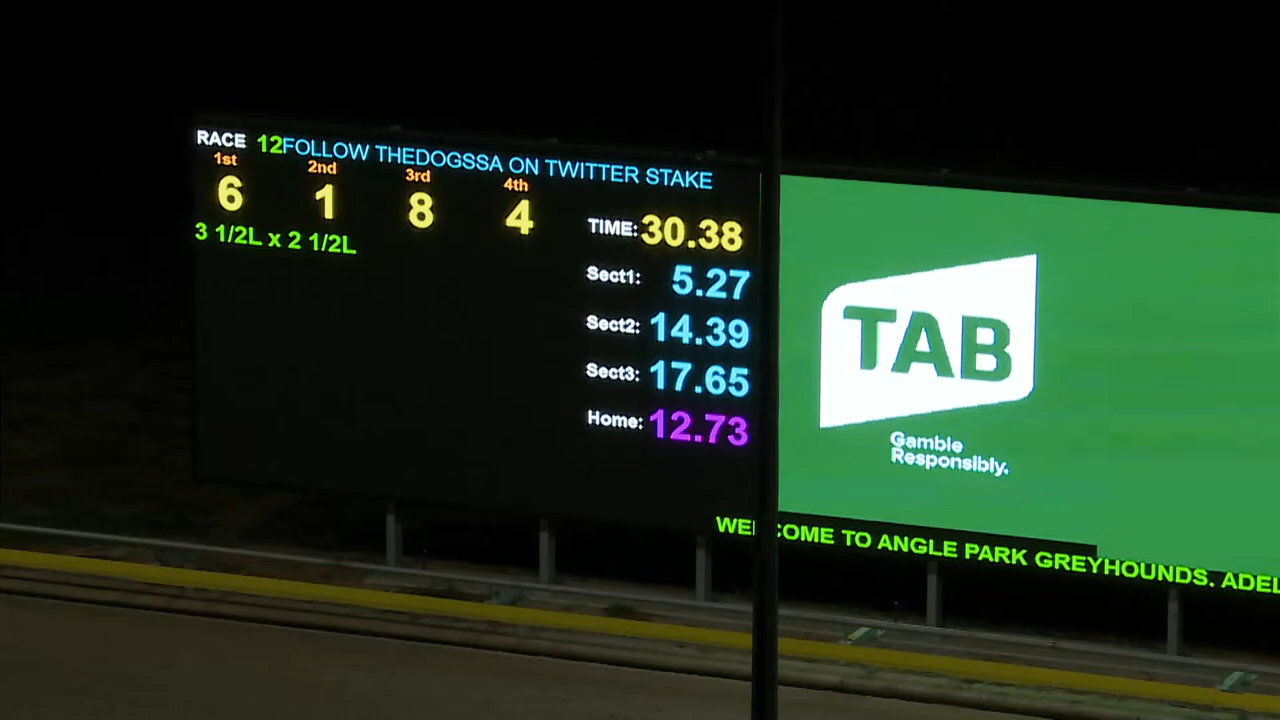 RACE 12FOLLOW THEDOGSSA ON TWITTER STAKE
1st 2nd 3rd 4th
6 1 8 4
3 1/2L x 2 1/2L
TIME: 30.38
Sect1: 5.27
Sect2: 14.39
Sect3: 17.65
Home: 12.73
TAB
Gamble
Responsibly.
WELCOME TO ANGLE PARK GREYHOUNDS. ADEL